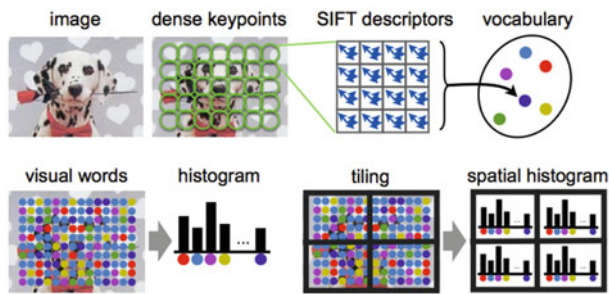 image
dense keypoints
SIFT descriptors
vocabulary
visual words
histogram
tiling
spatial histogram
...
...
...
...
...